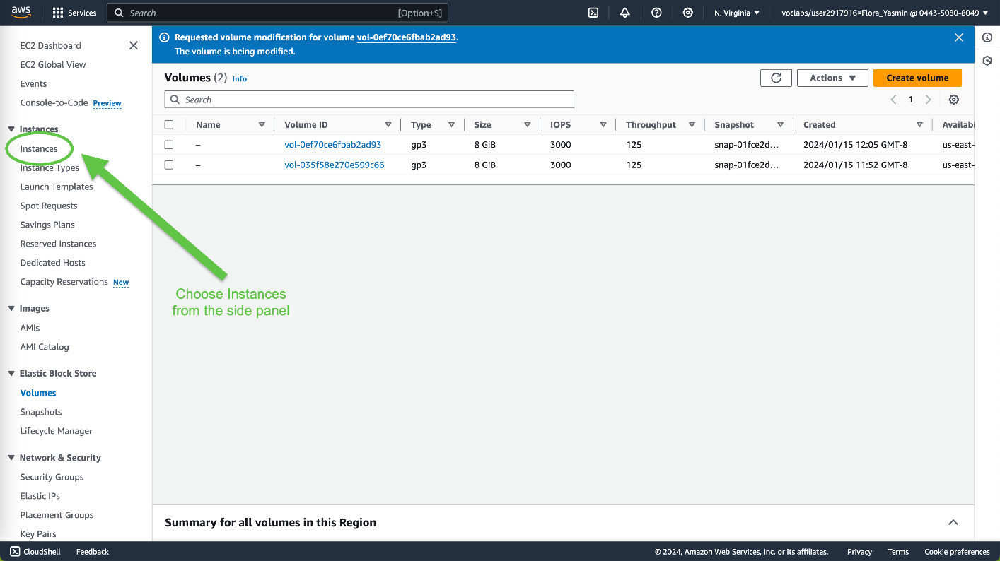 aws
Services
Search
[Option+S]
N. Virginia
voclabs/user2917916=Flora_Yasmin @ 0443-5080-8049
EC2 Dashboard
EC2 Global View
Events
Console-to-Code Preview
Instances
Instances
Instance Types
Launch Templates
Spot Requests
Savings Plans
Reserved Instances
Dedicated Hosts
Capacity Reservations New
Images
AMIs
AMI Catalog
Elastic Block Store
Volumes
Snapshots
Lifecycle Manager
Network & Security
Security Groups
Elastic IPs
Placement Groups
Key Pairs
Requested volume modification for volume vol-0ef70ce6fbab2ad93.
The volume is being modified.
Volumes (2) Info
Actions
Create volume
Search
1
Name Volume ID Type Size IOPS Throughput Snapshot Created Availabi
– vol-0ef70ce6fbab2ad93 gp3 8 GiB 3000 125 snap-01fce2d... 2024/01/15 12:05 GMT-8 us-east-
– vol-035f58e270e599c66 gp3 8 GiB 3000 125 snap-01fce2d... 2024/01/15 11:52 GMT-8 us-east-
Choose Instances
from the side panel
Summary for all volumes in this Region
CloudShell Feedback © 2024, Amazon Web Services, Inc. or its affiliates. Privacy Terms Cookie preferences